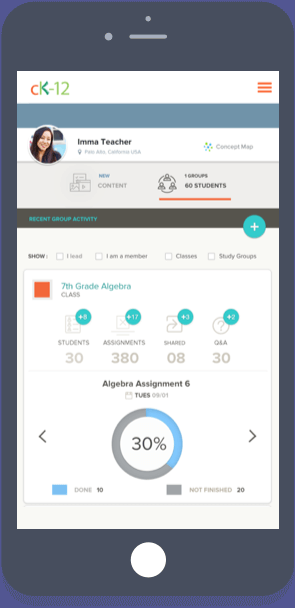 cK-12
Imma Teacher
Palo Alto, California USA
Concept Map
NEW
CONTENT
1 GROUPS
60 STUDENTS
RECENT GROUP ACTIVITY
+
SHOW : I lead I am a member Classes Study Groups
7th Grade Algebra
CLASS
+8 +17 +3 +2
STUDENTS ASSIGNMENTS SHARED Q&A
30 380 08 30
Algebra Assignment 6
TUES 09/01
30%
DONE 10 NOT FINISHED 20